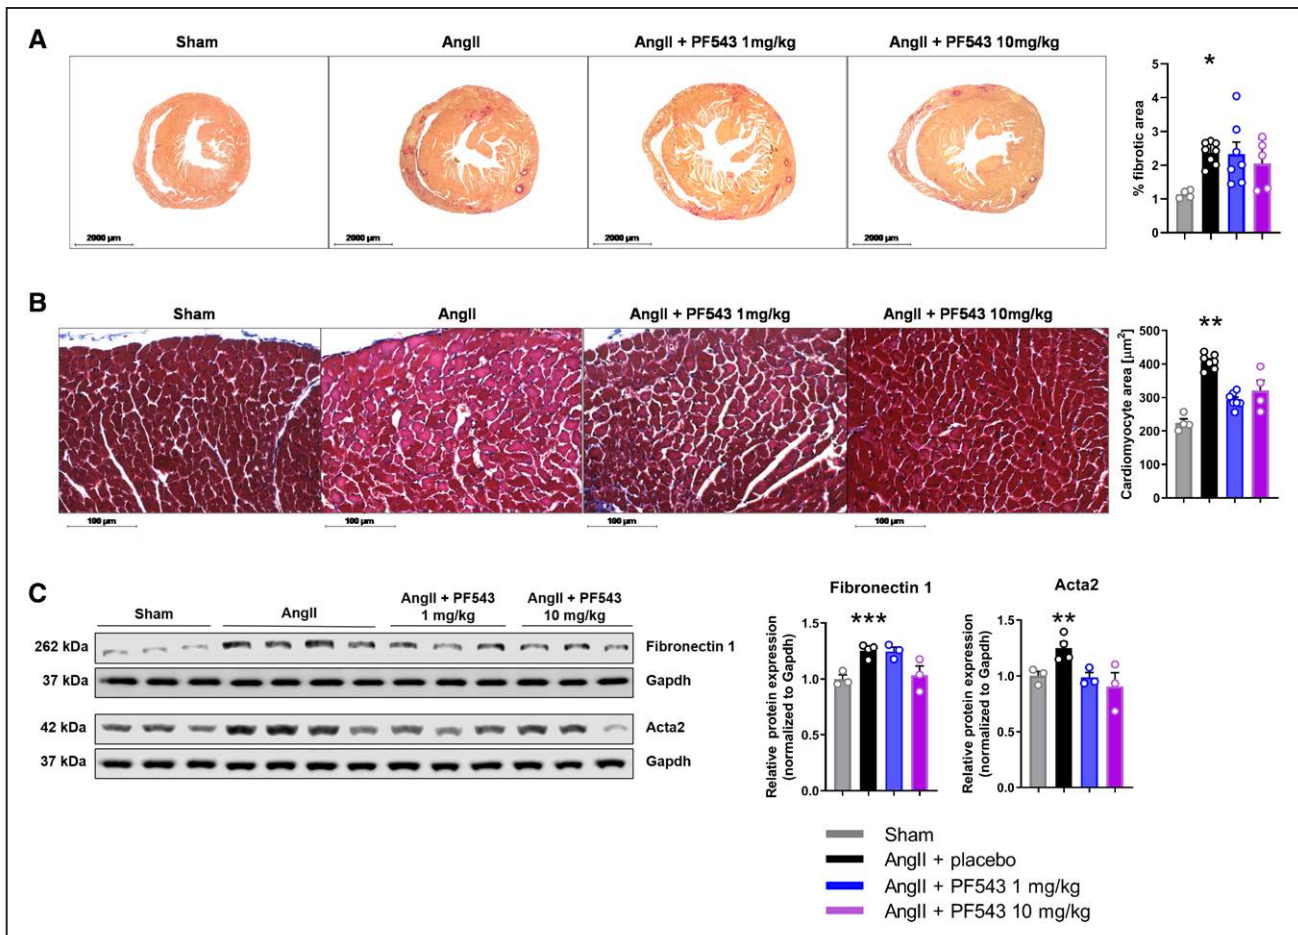 A
Sham
AngII
AngII + PF543 1mg/kg
AngII + PF543 10mg/kg
2000 µm
2000 µm
2000 µm
2000 µm
% fibrotic area
5
4
3
2
1
0
*
B
Sham
AngII
AngII + PF543 1mg/kg
AngII + PF543 10mg/kg
100 µm
100 µm
100 µm
100 µm
Cardiomyocyte area [µm²]
500
400
300
200
100
0
**
C
Sham
AngII
AngII + PF543
1 mg/kg
AngII + PF543
10 mg/kg
262 kDa
Fibronectin 1
37 kDa
Gapdh
42 kDa
Acta2
37 kDa
Gapdh
Fibronectin 1
Relative protein expression
(normalized to Gapdh)
1.5
1.0
0.5
0.0
***
Acta2
Relative protein expression
(normalized to Gapdh)
1.5
1.0
0.5
0.0
**
Sham
AngII + placebo
AngII + PF543 1 mg/kg
AngII + PF543 10 mg/kg